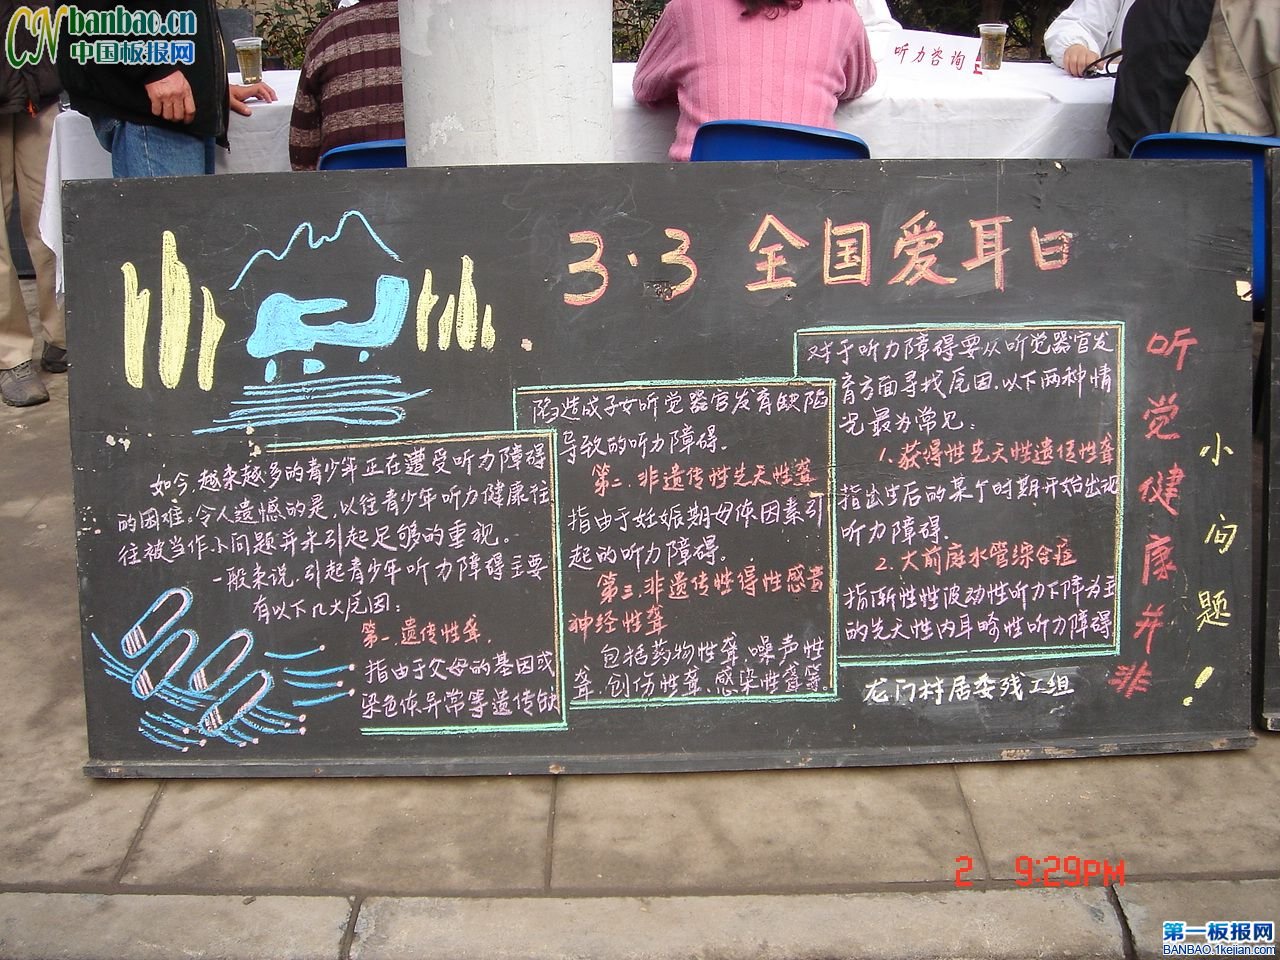 CN banbao.cn
中国板报网
听力咨询
3·3 全国爱耳日
如今,越来越多的青少年正在遭受听力障碍
的困难。令人遗憾的是,以往青少年听力健康往
往被当作小问题并未引起足够的重视。
一般来说,引起青少年听力障碍主要
有以下几大原因:
第一.遗传性聋.
指由于父母的基因或
染色体异常等遗传的缺
陷造成子女听觉器官发育缺陷
导致的听力障碍.
第二.非遗传性先天性聋
指由于妊娠期母体因素引
起的听力障碍.
第三.非遗传性得性感音
神经性聋
包括药物性聋、噪声性
聋、创伤性聋、感染性聋等.
对于听力障碍要从听觉器官发
育方面寻找原因.以下两种情
况最为常见:
1.获得性先天性遗传性聋
指出生后的某个时期开始出现
听力障碍.
2.大前庭水管综合症
指渐性性波动性听力下降为主
的先天性内耳畸性听力障碍
龙门村居委残工组
听觉健康并非
小问题!
2 9:29PM
第一板报网
BANBAO.1kejian.com